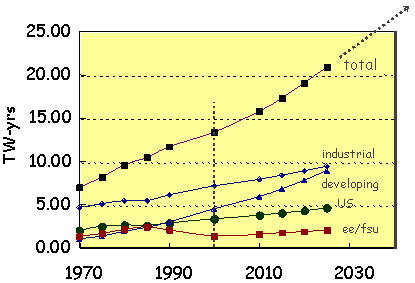 25.00
20.00
15.00
10.00
5.00
0.00
TW-yrs
total
industrial
developing
US
ee/fsu
1970
1990
2010
2030